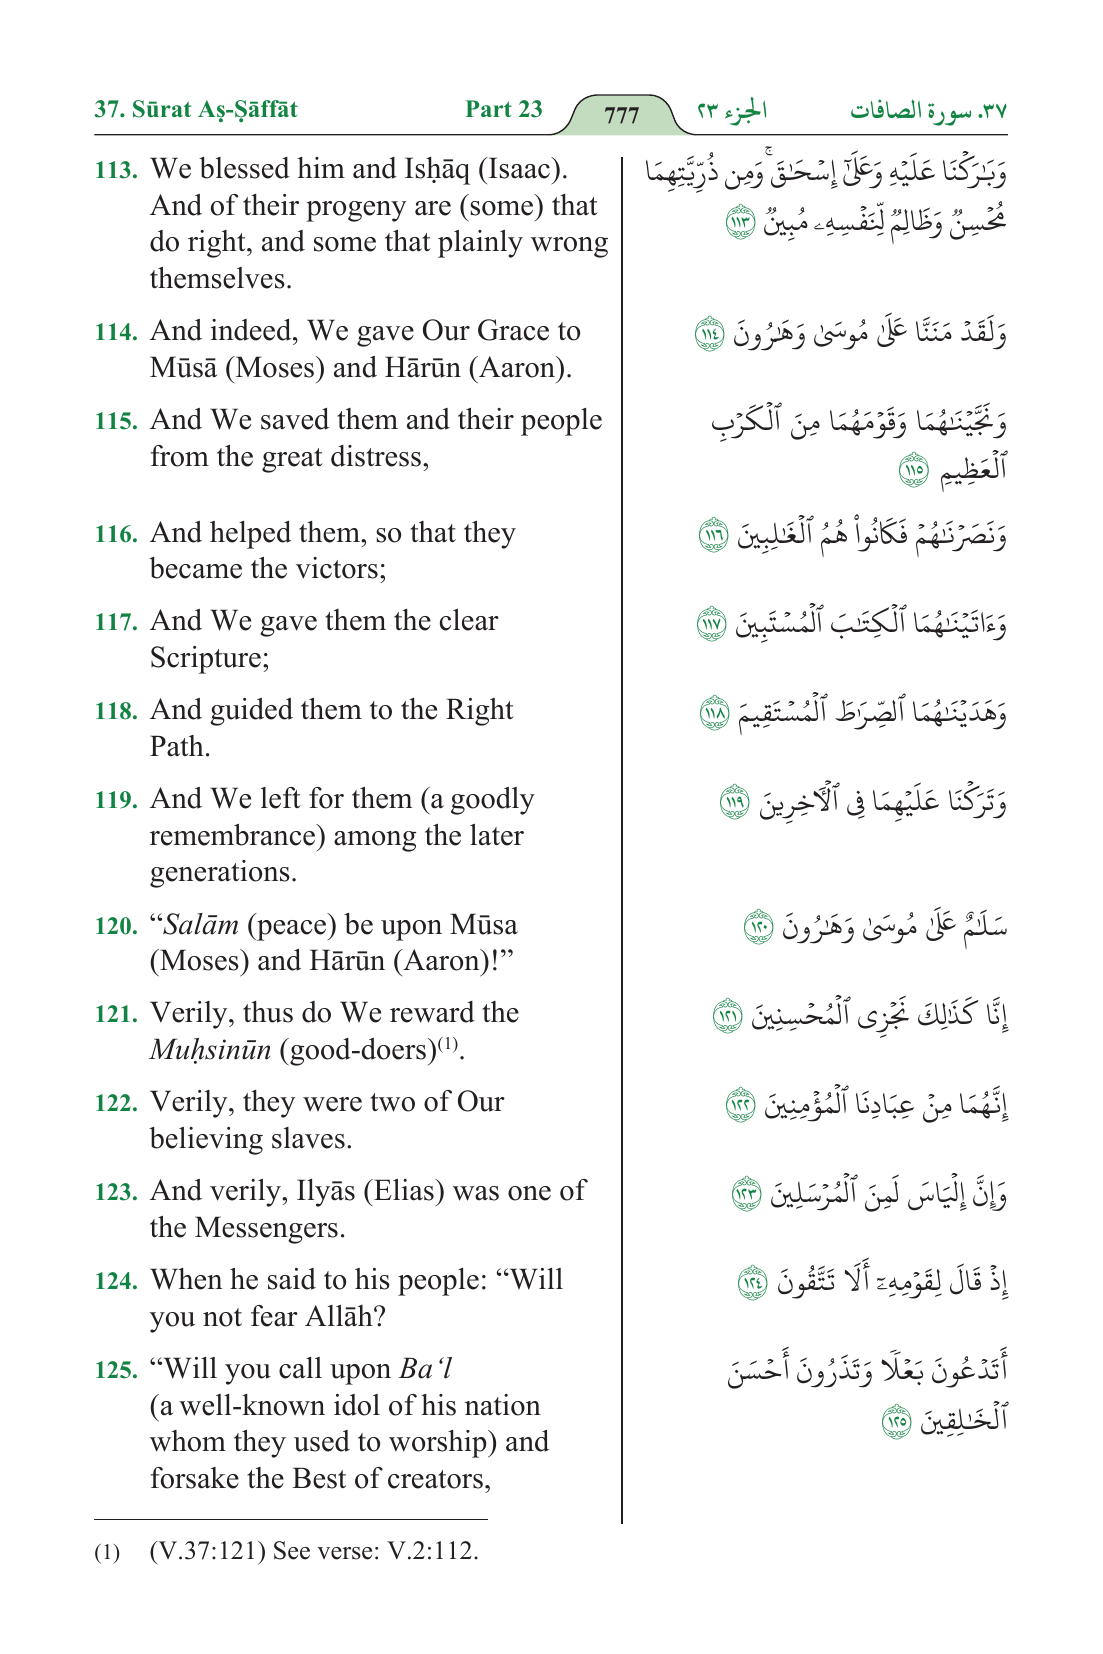 37. Sūrat Aṣ-Ṣāffāt Part 23 777 الجزء ٢٣ ٣٧. سورة الصافات
113. We blessed him and Isḥāq (Isaac).
And of their progeny are (some) that
do right, and some that plainly wrong
themselves.
وَبَـٰرَكْنَا عَلَيْهِ وَعَلَىٰٓ إِسْحَـٰقَ ۚ وَمِن ذُرِّيَّتِهِمَا
مُحْسِنٌ وَظَالِمٌ لِّنَفْسِهِۦ مُبِينٌ ١١٣
114. And indeed, We gave Our Grace to
Mūsā (Moses) and Hārūn (Aaron).
وَلَقَدْ مَنَنَّا عَلَىٰ مُوسَىٰ وَهَـٰرُونَ ١١٤
115. And We saved them and their people
from the great distress,
وَنَجَّيْنَـٰهُمَا وَقَوْمَهُمَا مِنَ ٱلْكَرْبِ
ٱلْعَظِيمِ ١١٥
116. And helped them, so that they
became the victors;
وَنَصَرْنَـٰهُمْ فَكَانُوا۟ هُمُ ٱلْغَـٰلِبِينَ ١١٦
117. And We gave them the clear
Scripture;
وَءَاتَيْنَـٰهُمَا ٱلْكِتَـٰبَ ٱلْمُسْتَبِينَ ١١٧
118. And guided them to the Right
Path.
وَهَدَيْنَـٰهُمَا ٱلصِّرَٰطَ ٱلْمُسْتَقِيمَ ١١٨
119. And We left for them (a goodly
remembrance) among the later
generations.
وَتَرَكْنَا عَلَيْهِمَا فِى ٱلْـَٔاخِرِينَ ١١٩
120. “Salām (peace) be upon Mūsa
(Moses) and Hārūn (Aaron)!”
سَلَـٰمٌ عَلَىٰ مُوسَىٰ وَهَـٰرُونَ ١٢٠
121. Verily, thus do We reward the
Muḥsinūn (good-doers)(1).
إِنَّا كَذَٰلِكَ نَجْزِى ٱلْمُحْسِنِينَ ١٢١
122. Verily, they were two of Our
believing slaves.
إِنَّهُمَا مِنْ عِبَادِنَا ٱلْمُؤْمِنِينَ ١٢٢
123. And verily, Ilyās (Elias) was one of
the Messengers.
وَإِنَّ إِلْيَاسَ لَمِنَ ٱلْمُرْسَلِينَ ١٢٣
124. When he said to his people: “Will
you not fear Allāh?
إِذْ قَالَ لِقَوْمِهِۦٓ أَلَا تَتَّقُونَ ١٢٤
125. “Will you call upon Ba‘l
(a well-known idol of his nation
whom they used to worship) and
forsake the Best of creators,
أَتَدْعُونَ بَعْلًا وَتَذَرُونَ أَحْسَنَ
ٱلْخَـٰلِقِينَ ١٢٥
(1) (V.37:121) See verse: V.2:112.